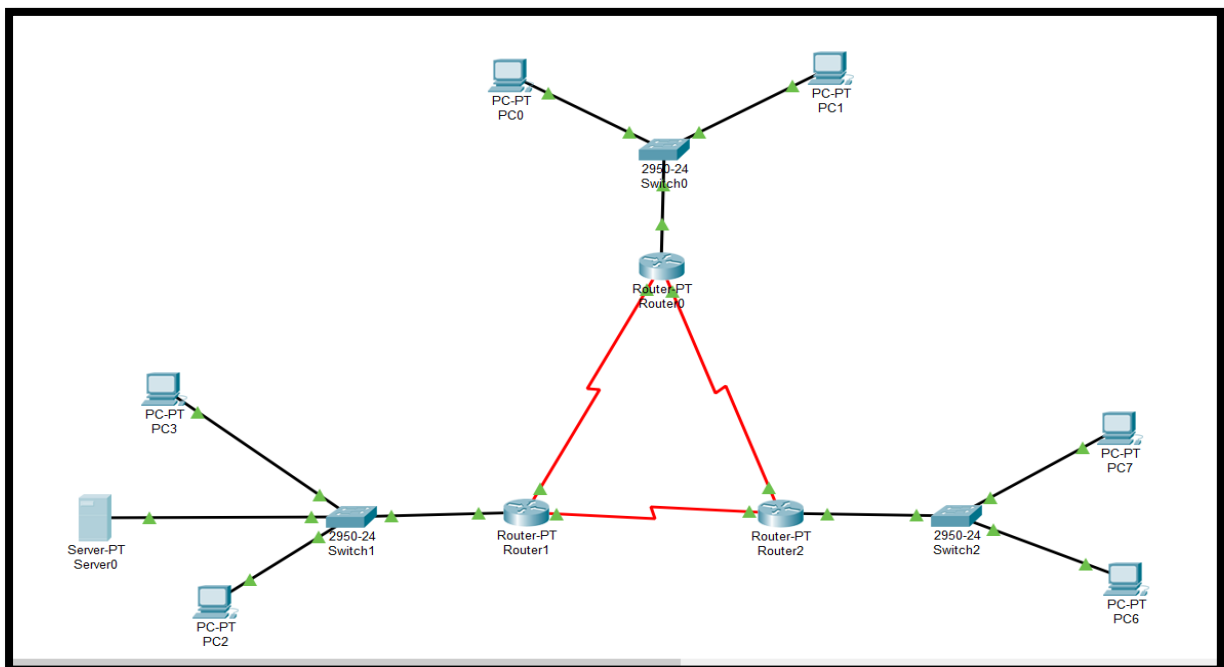 PC-PT
PC0
PC-PT
PC1
2950-24
Switch0
Router-PT
Router0
PC-PT
PC3
PC-PT
PC7
Server-PT
Server0
2950-24
Switch1
Router-PT
Router1
Router-PT
Router2
2950-24
Switch2
PC-PT
PC2
PC-PT
PC6